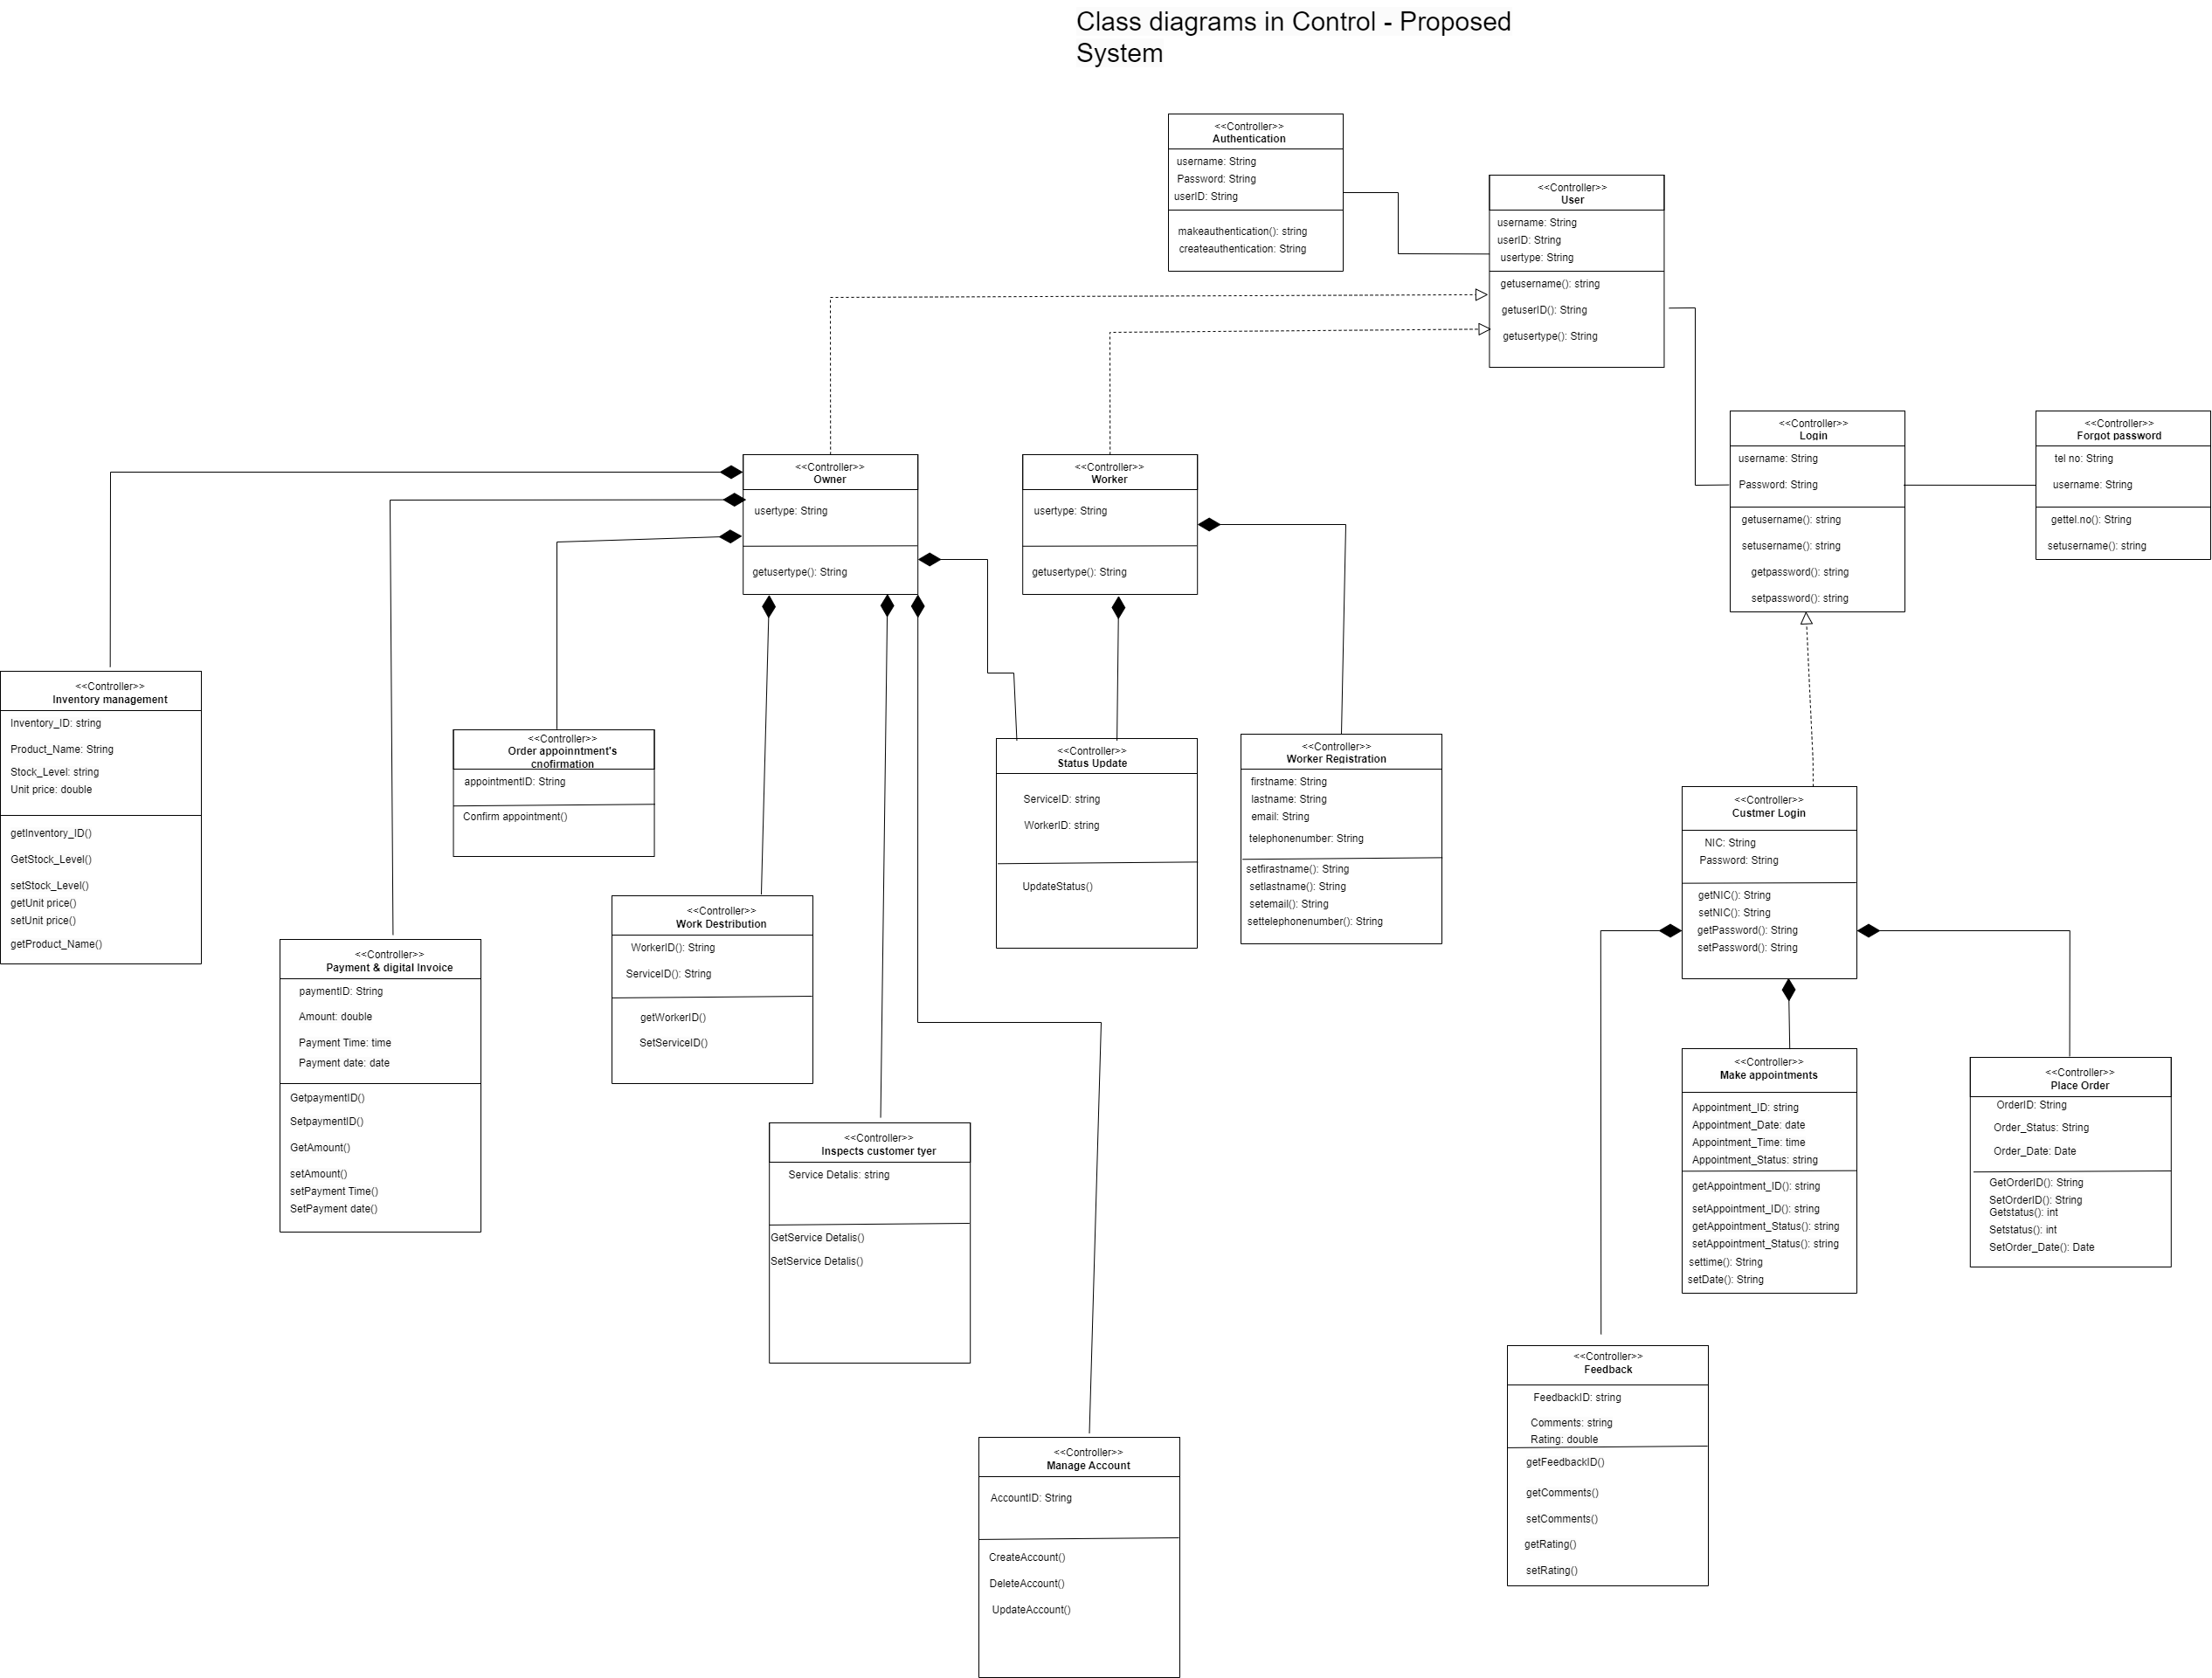 Class diagrams in Control - Proposed
System
<<Controller>>
Authentication
username: String
Password: String
userID: String
makeauthentication(): string
createauthentication: String
<<Controller>>
User
username: String
userID: String
usertype: String
getusername(): string
getuserID(): String
getusertype(): String
<<Controller>>
Login
username: String
Password: String
getusername(): string
setusername(): string
getpassword(): string
setpassword(): string
<<Controller>>
Forgot password
tel no: String
username: String
gettel.no(): String
setusername(): string
<<Controller>>
Owner
usertype: String
getusertype(): String
<<Controller>>
Worker
usertype: String
getusertype(): String
<<Controller>>
Inventory management
Inventory_ID: string
Product_Name: String
Stock_Level: string
Unit price: double
getInventory_ID()
GetStock_Level()
setStock_Level()
getUnit price()
setUnit price()
getProduct_Name()
<<Controller>>
Payment & digital Invoice
paymentID: String
Amount: double
Payment Time: time
Payment date: date
GetpaymentID()
SetpaymentID()
GetAmount()
setAmount()
setPayment Time()
SetPayment date()
<<Controller>>
Order appoinntment's
cnofirmation
appointmentID: String
Confirm appointment()
<<Controller>>
Work Destribution
WorkerID(): String
ServiceID(): String
getWorkerID()
SetServiceID()
<<Controller>>
Inspects customer tyer
Service Detalis: string
GetService Detalis()
SetService Detalis()
<<Controller>>
Status Update
ServiceID: string
WorkerID: string
UpdateStatus()
<<Controller>>
Worker Registration
firstname: String
lastname: String
email: String
telephonenumber: String
setfirastname(): String
setlastname(): String
setemail(): String
settelephonenumber(): String
<<Controller>>
Manage Account
AccountID: String
CreateAccount()
DeleteAccount()
UpdateAccount()
<<Controller>>
Custmer Login
NIC: String
Password: String
getNIC(): String
setNIC(): String
getPassword(): String
setPassword(): String
<<Controller>>
Make appointments
Appointment_ID: string
Appointment_Date: date
Appointment_Time: time
Appointment_Status: string
getAppointment_ID(): string
setAppointment_ID(): string
getAppointment_Status(): string
setAppointment_Status(): string
settime(): String
setDate(): String
<<Controller>>
Place Order
OrderID: String
Order_Status: String
Order_Date: Date
GetOrderID(): String
SetOrderID(): String
Getstatus(): int
Setstatus(): int
SetOrder_Date(): Date
<<Controller>>
Feedback
FeedbackID: string
Comments: string
Rating: double
getFeedbackID()
getComments()
setComments()
getRating()
setRating()